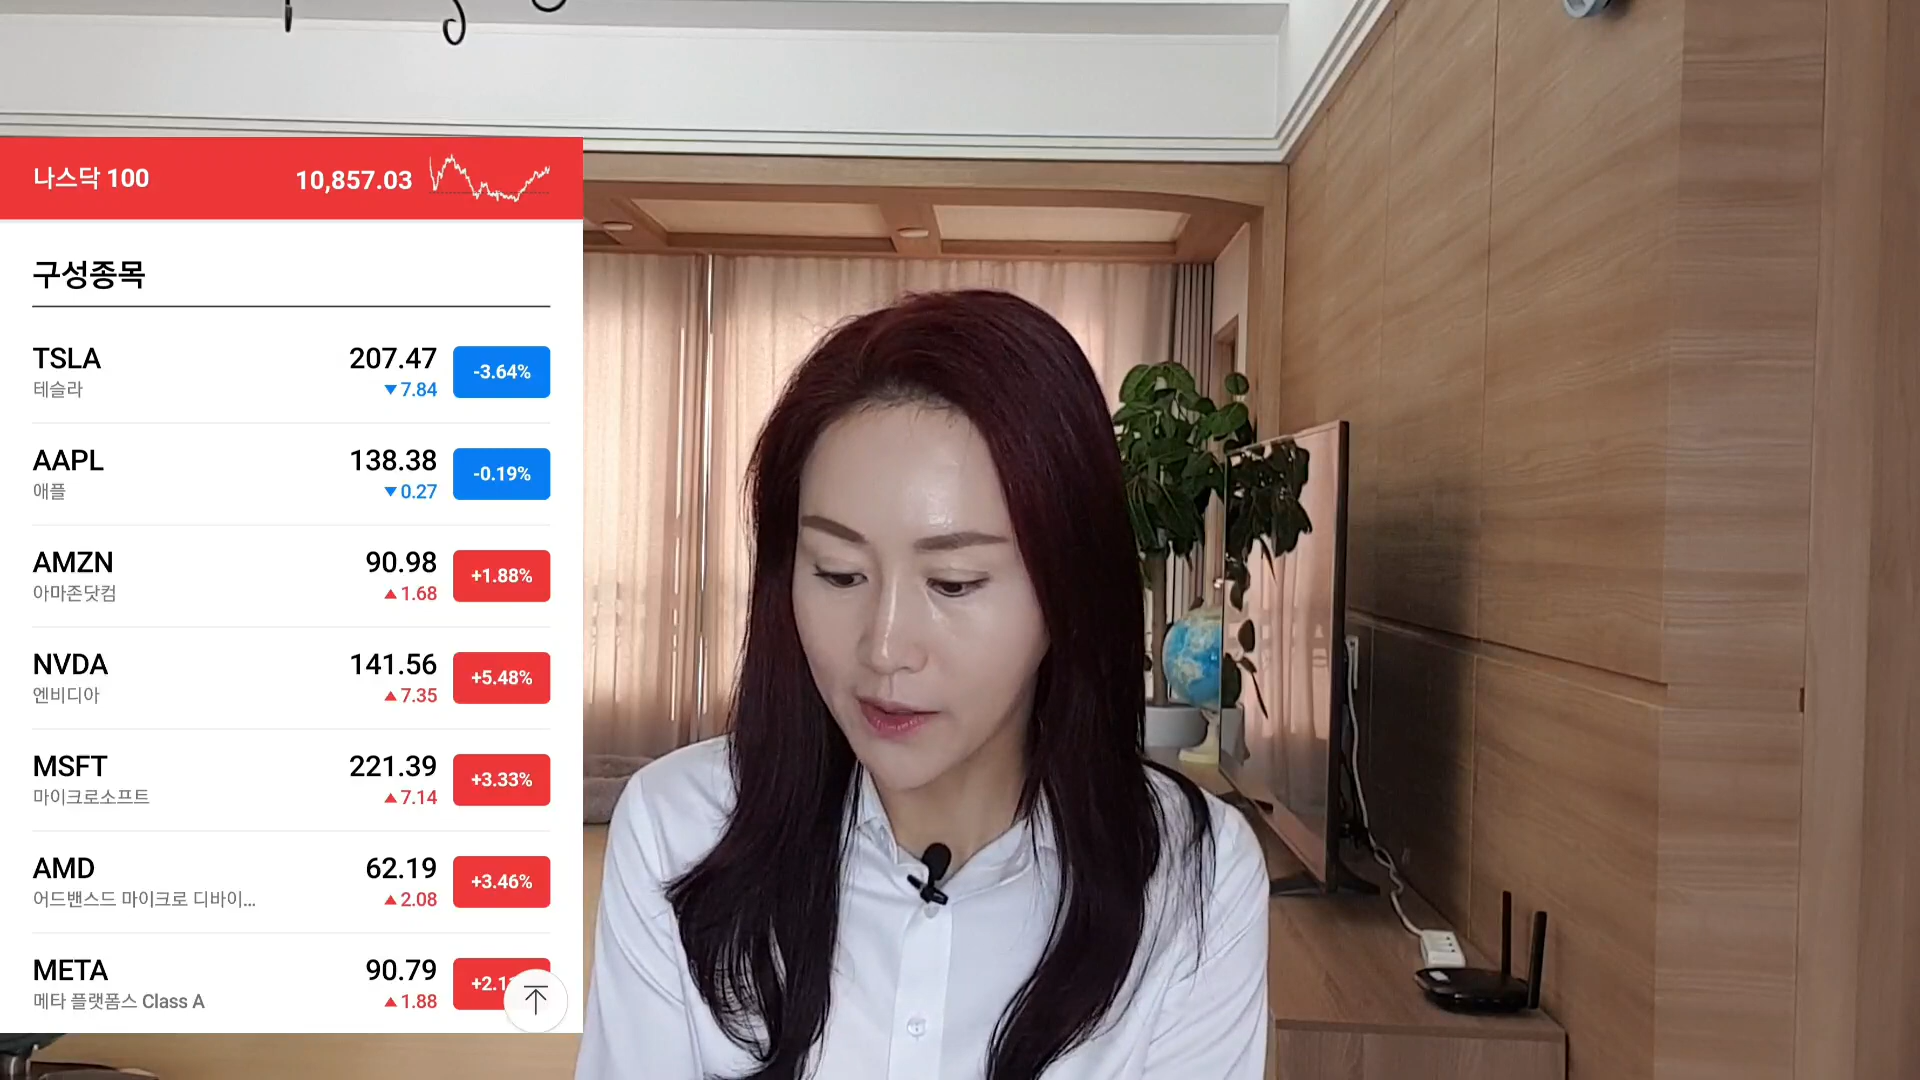 나스닥 100 10,857.03
구성종목
TSLA 207.47 -3.64%
테슬라 ▼7.84
AAPL 138.38 -0.19%
애플 ▼0.27
AMZN 90.98 +1.88%
아마존닷컴 ▲1.68
NVDA 141.56 +5.48%
엔비디아 ▲7.35
MSFT 221.39 +3.33%
마이크로소프트 ▲7.14
AMD 62.19 +3.46%
어드밴스드 마이크로 디바이... ▲2.08
META 90.79
메타 플랫폼스 Class A ▲1.88